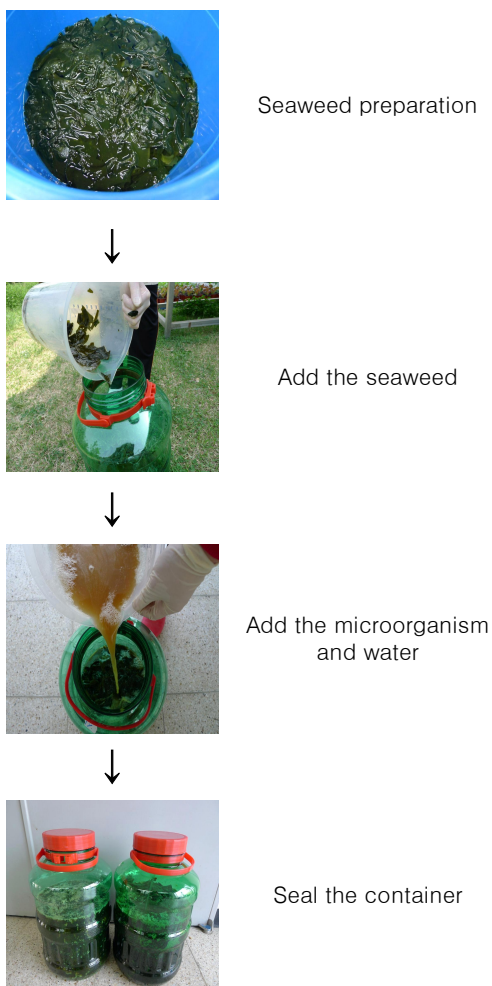 Seaweed preparation
Add the seaweed
Add the microorganism
and water
Seal the container